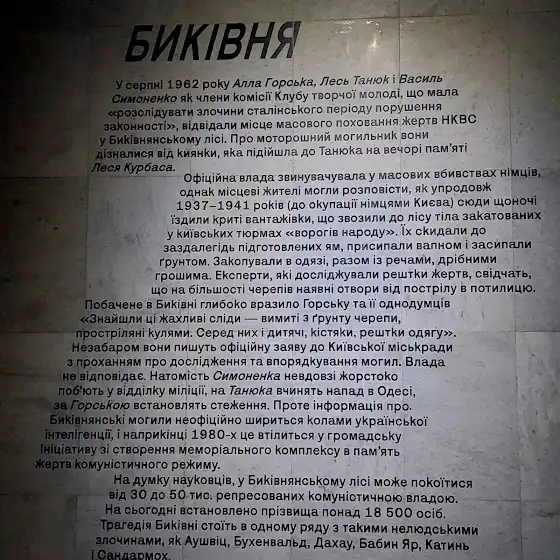 БИКІВНЯ
У серпні 1962 року Алла Горська, Лесь Танюк і Василь
Симоненко як члени комісії Клубу творчої молоді, що мала
«розслідувати злочини сталінського періоду порушення
законності», відвідали місце масового поховання жертв НКВС
у Биківнянському лісі. Про моторошний могильник вони
дізналися від киянки, яка підійшла до Танюка на вечорі пам'яті
Леся Курбаса.
Офіційна влада звинувачувала у масових вбивствах німців,
однак місцеві жителі могли розповісти, як упродовж
1937–1941 років (до окупації німцями Києва) сюди щоночі
їздили криті вантажівки, що звозили до лісу тіла закатованих
у київських тюрмах «ворогів народу». Їх скидали до
заздалегідь підготовлених ям, присипали вапном і засипали
ґрунтом. Закопували в одязі, разом із речами, дрібними
грошима. Експерти, які досліджували рештки жертв, свідчать,
що на більшості черепів наявні отвори від пострілу в потилицю.
Побачене в Биківні глибоко вразило Горську та її однодумців
«Знайшли ці жахливі сліди — вимиті з ґрунту черепи,
простріляні кулями. Серед них і дитячі, кістяки, рештки одягу».
Незабаром вони пишуть офіційну заяву до Київської міськради
з проханням про дослідження та впорядкування могил. Влада
не відповідає. Натомість Симоненка невдовзі жорстоко
поб'ють у відділку міліції, на Танюка вчинять напад в Одесі,
за Горською встановлять стеження. Проте інформація про
Биківнянські могили неофіційно шириться колами української
інтелігенції, і наприкінці 1980-х це втілиться у громадську
ініціативу зі створення меморіального комплексу в пам'ять
жертв комуністичного режиму.
На думку науковців, у Биківнянському лісі може покоїтися
від 30 до 50 тис. репресованих комуністичною владою.
На сьогодні встановлено прізвища понад 18 500 осіб.
Трагедія Биківні стоїть в одному ряду з такими нелюдськими
злочинами, як Аушвіц, Бухенвальд, Дахау, Бабин Яр, Катинь
і Сандармох.